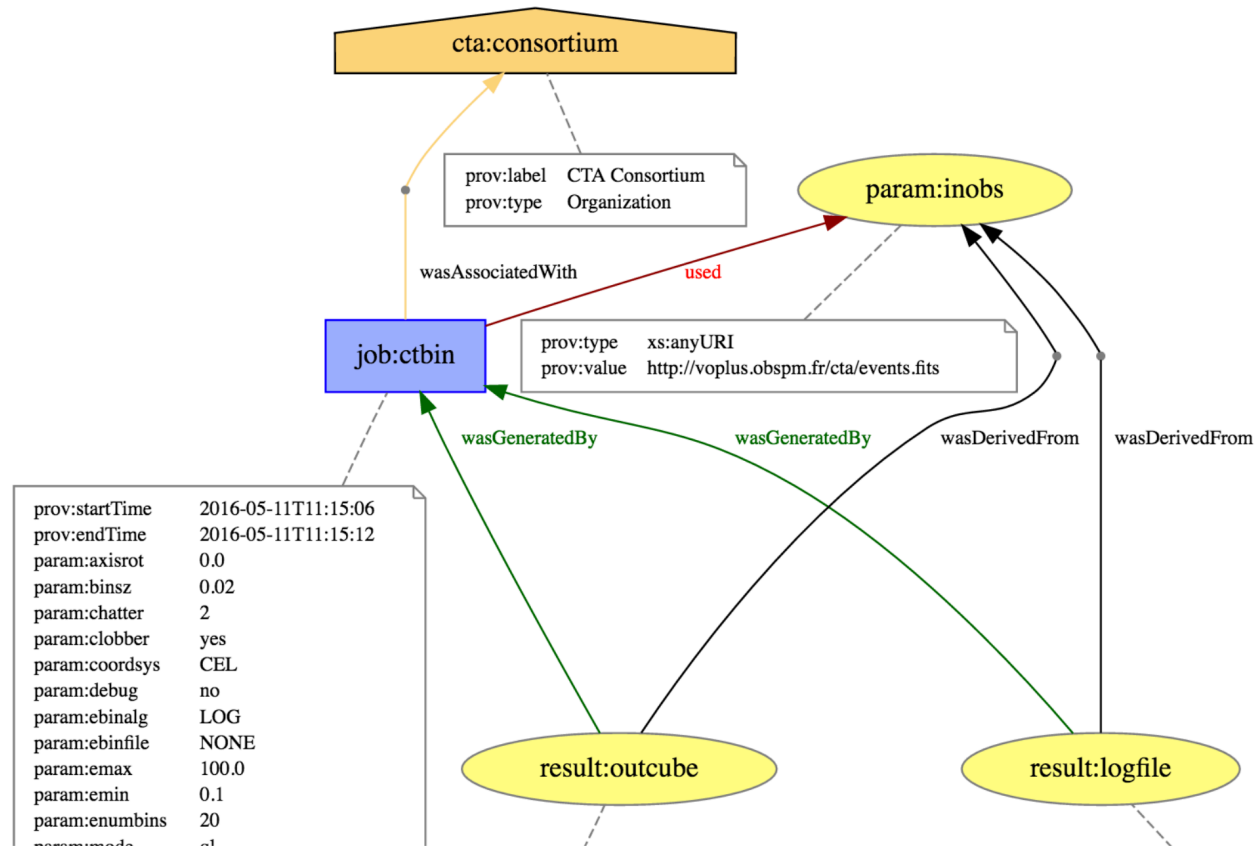 cta:consortium
prov:label CTA Consortium
prov:type Organization
param:inobs
wasAssociatedWith
used
job:ctbin
prov:type xs:anyURI
prov:value http://voplus.obspm.fr/cta/events.fits
wasGeneratedBy
wasGeneratedBy
wasDerivedFrom
wasDerivedFrom
prov:startTime 2016-05-11T11:15:06
prov:endTime 2016-05-11T11:15:12
param:axisrot 0.0
param:binsz 0.02
param:chatter 2
param:clobber yes
param:coordsys CEL
param:debug no
param:ebinalg LOG
param:ebinfile NONE
param:emax 100.0
param:emin 0.1
param:enumbins 20
result:outcube
result:logfile